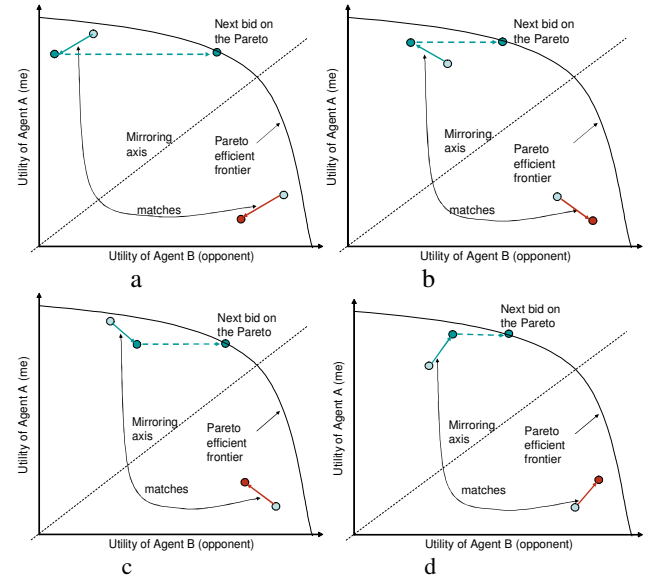 Next bid on
the Pareto
Utility of Agent A (me)
Mirroring
axis
Pareto
efficient
frontier
matches
Utility of Agent B (opponent)
a
Next bid on
the Pareto
Utility of Agent A (me)
Mirroring
axis
Pareto
efficient
frontier
matches
Utility of Agent B (opponent)
b
Next bid on
the Pareto
Utility of Agent A (me)
Mirroring
axis
Pareto
efficient
frontier
matches
Utility of Agent B (opponent)
c
Next bid on
the Pareto
Utility of Agent A (me)
Mirroring
axis
Pareto
efficient
frontier
matches
Utility of Agent B (opponent)
d